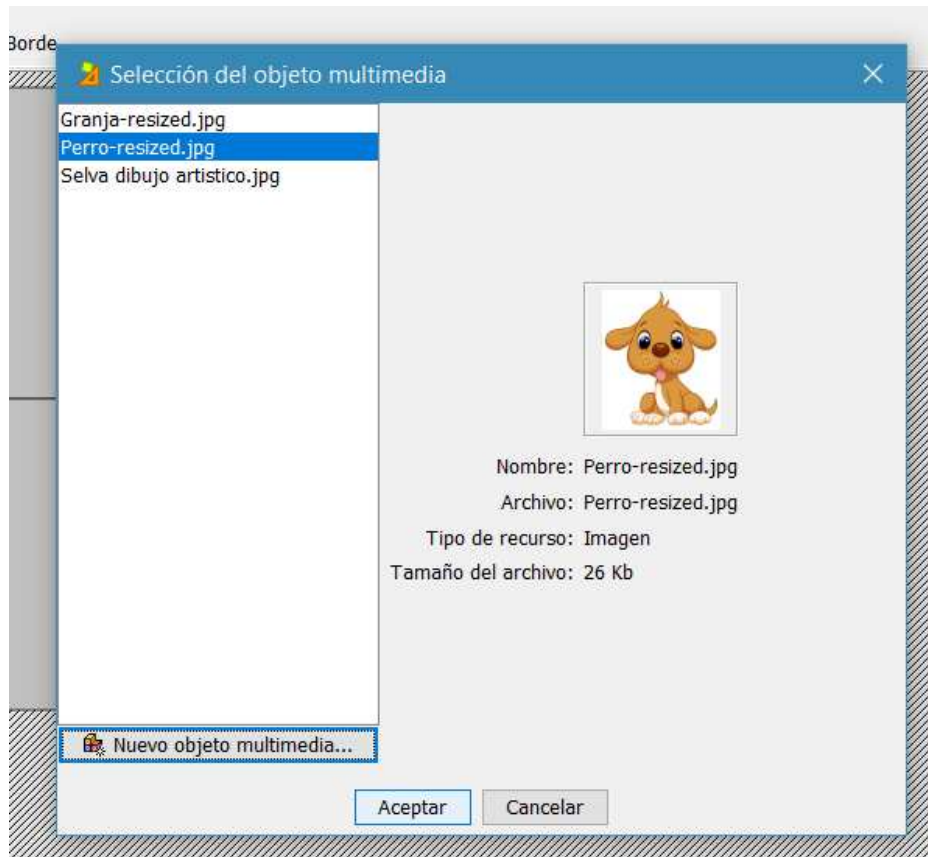 Borde
Selección del objeto multimedia
Granja-resized.jpg
Perro-resized.jpg
Selva dibujo artistico.jpg
Nombre: Perro-resized.jpg
Archivo: Perro-resized.jpg
Tipo de recurso: Imagen
Tamaño del archivo: 26 Kb
Nuevo objeto multimedia...
Aceptar Cancelar